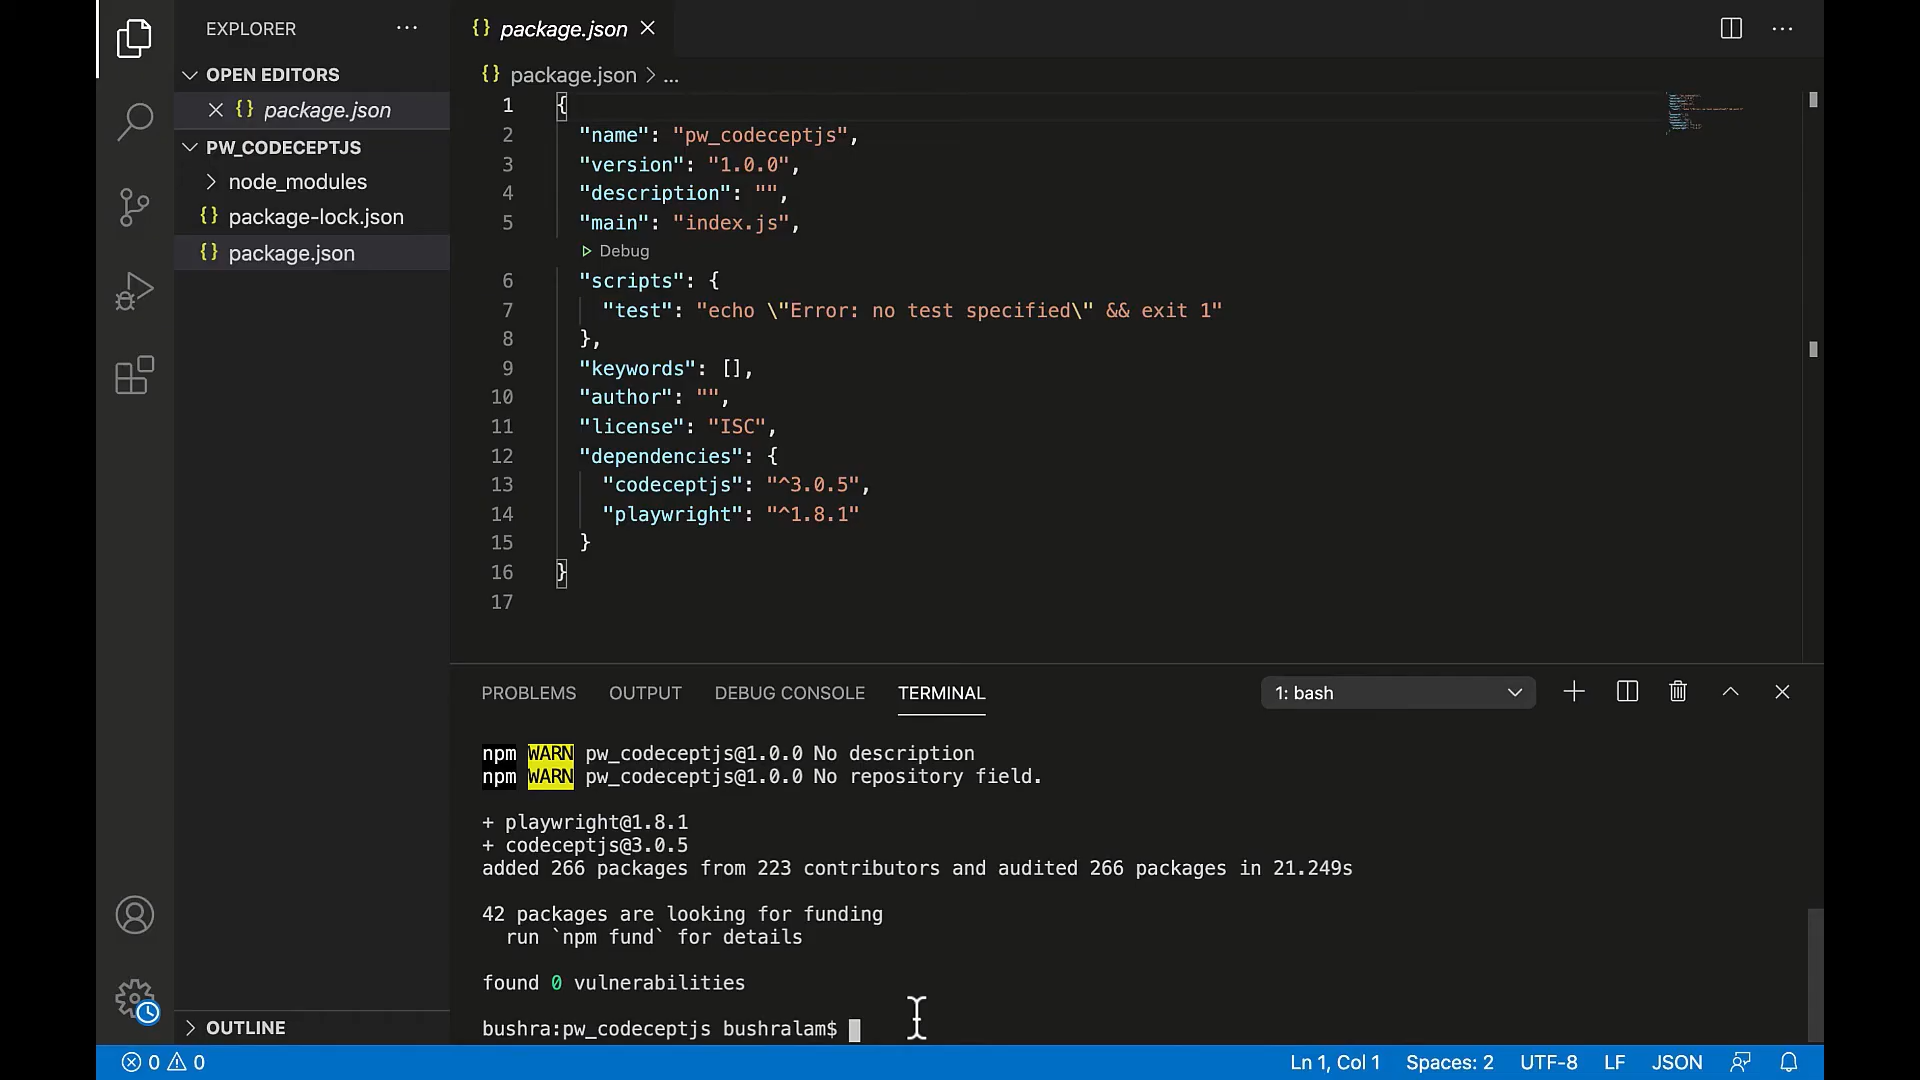 EXPLORER
OPEN EDITORS
package.json
PW_CODECEPTJS
node_modules
package-lock.json
package.json
OUTLINE
package.json
package.json > ...
1 {
2 "name": "pw_codeceptjs",
3 "version": "1.0.0",
4 "description": "",
5 "main": "index.js",
Debug
6 "scripts": {
7 "test": "echo \"Error: no test specified\" && exit 1"
8 },
9 "keywords": [],
10 "author": "",
11 "license": "ISC",
12 "dependencies": {
13 "codeceptjs": "^3.0.5",
14 "playwright": "^1.8.1"
15 }
16 }
17
PROBLEMS OUTPUT DEBUG CONSOLE TERMINAL 1: bash
npm WARN pw_codeceptjs@1.0.0 No description
npm WARN pw_codeceptjs@1.0.0 No repository field.
+ playwright@1.8.1
+ codeceptjs@3.0.5
added 266 packages from 223 contributors and audited 266 packages in 21.249s
42 packages are looking for funding
run `npm fund` for details
found 0 vulnerabilities
bushra:pw_codeceptjs bushralam$
0 0 Ln 1, Col 1 Spaces: 2 UTF-8 LF JSON